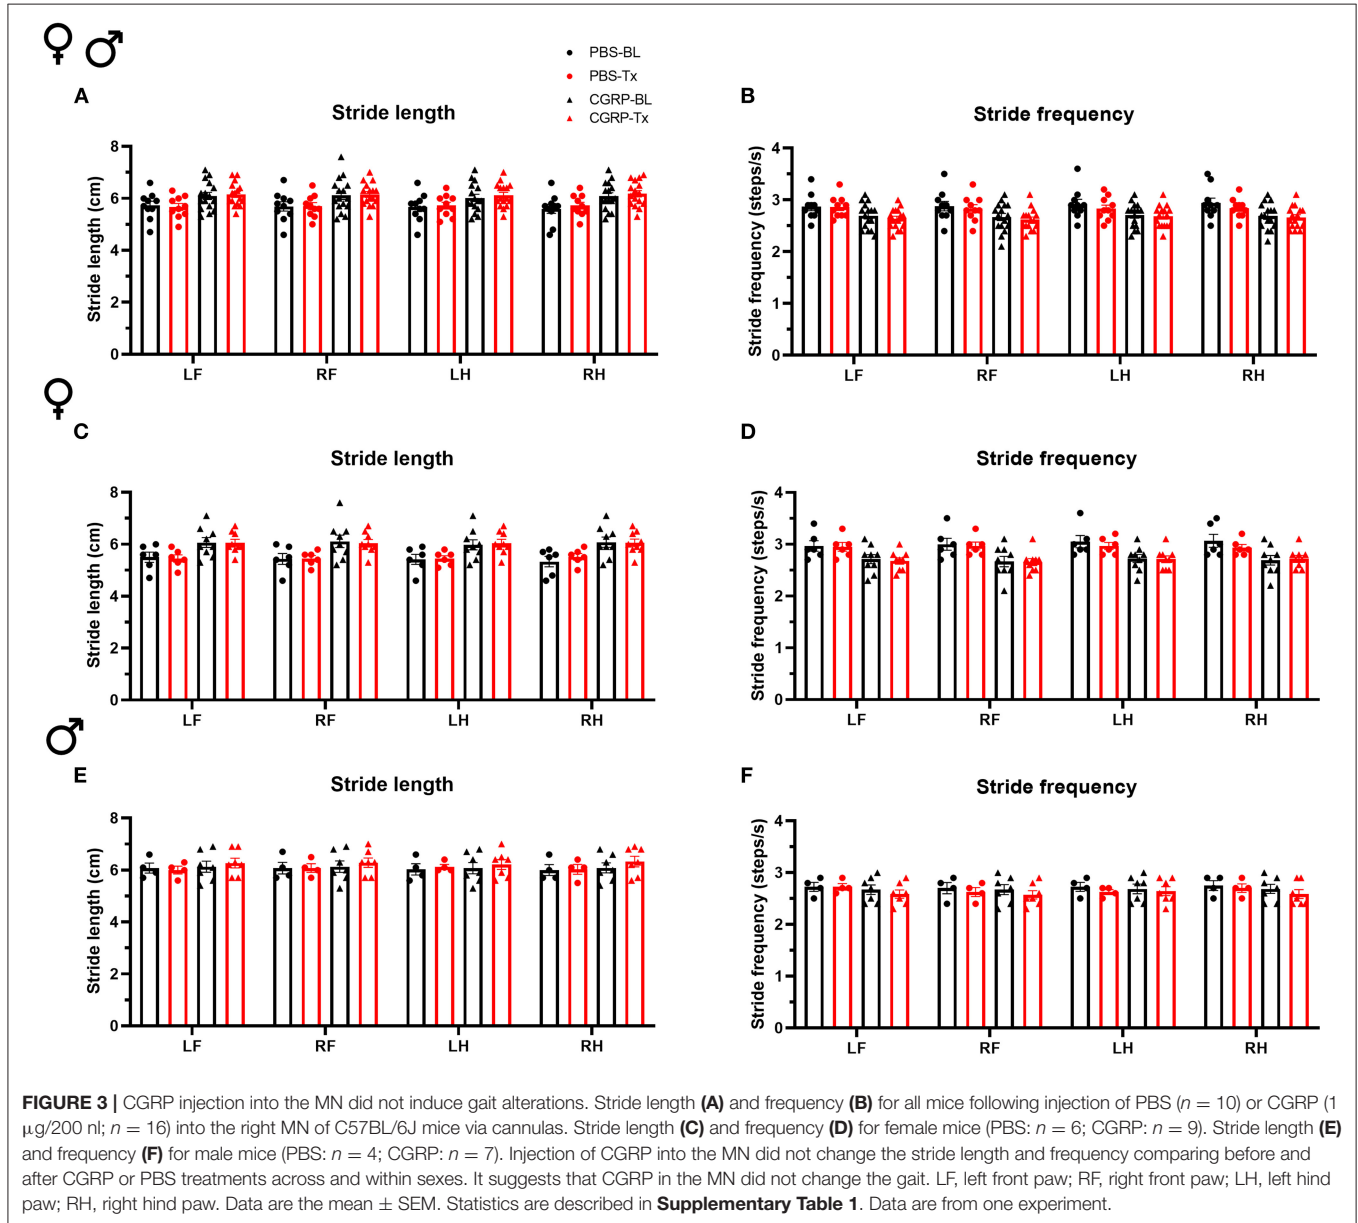 PBS-BL
PBS-Tx
CGRP-BL
CGRP-Tx
A
Stride length
Stride length (cm)
8
6
4
2
0
LF RF LH RH
B
Stride frequency
Stride frequency (steps/s)
4
3
2
1
0
LF RF LH RH
C
Stride length
Stride length (cm)
8
6
4
2
0
LF RF LH RH
D
Stride frequency
Stride frequency (steps/s)
4
3
2
1
0
LF RF LH RH
E
Stride length
Stride length (cm)
8
6
4
2
0
LF RF LH RH
F
Stride frequency
Stride frequency (steps/s)
4
3
2
1
0
LF RF LH RH
FIGURE 3 | CGRP injection into the MN did not induce gait alterations. Stride length (A) and frequency (B) for all mice following injection of PBS (n = 10) or CGRP (1
μg/200 nl; n = 16) into the right MN of C57BL/6J mice via cannulas. Stride length (C) and frequency (D) for female mice (PBS: n = 6; CGRP: n = 9). Stride length (E)
and frequency (F) for male mice (PBS: n = 4; CGRP: n = 7). Injection of CGRP into the MN did not change the stride length and frequency comparing before and
after CGRP or PBS treatments across and within sexes. It suggests that CGRP in the MN did not change the gait. LF, left front paw; RF, right front paw; LH, left hind
paw; RH, right hind paw. Data are the mean ± SEM. Statistics are described in Supplementary Table 1. Data are from one experiment.